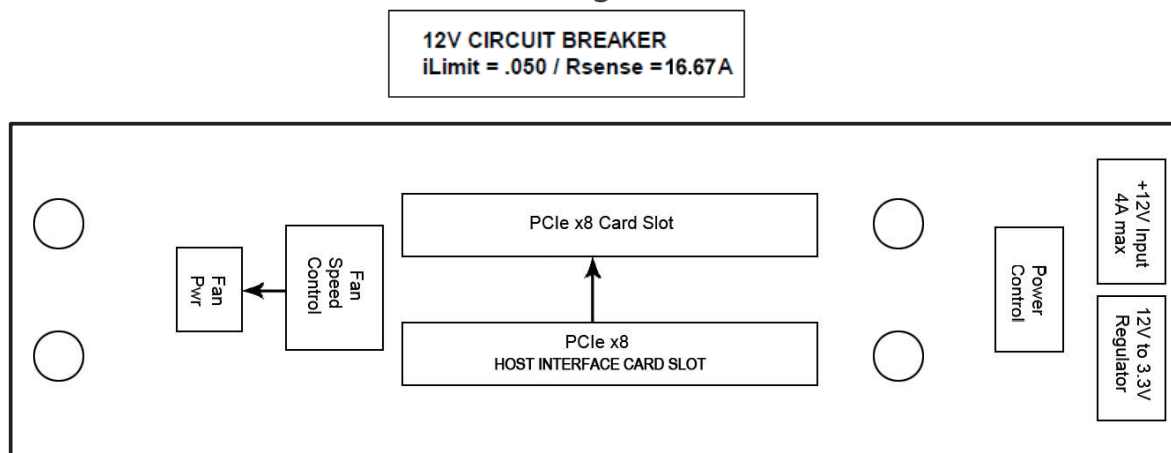 12V CIRCUIT BREAKER
iLimit = .050 / Rsense =16.67A
PCIe x8 Card Slot
PCIe x8
HOST INTERFACE CARD SLOT
Fan
Pwr
Fan
Speed
Control
Power
Control
+12V Input
4A max
12V to 3.3V
Regulator